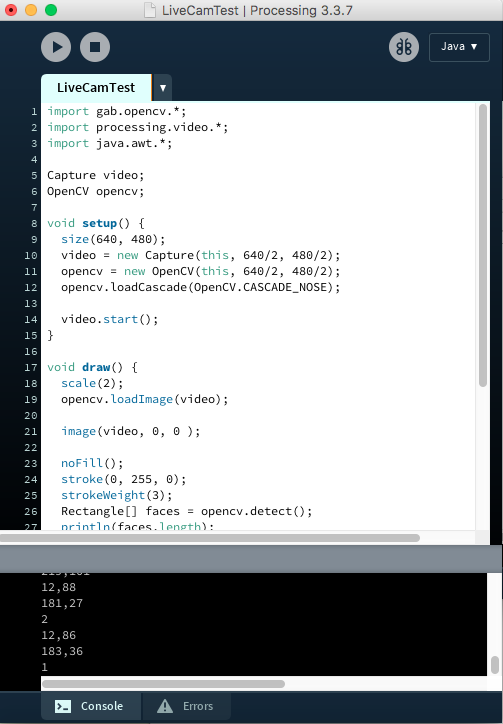 LiveCamTest | Processing 3.3.7
Java ▼
LiveCamTest ▼
1 import gab.opencv.*;
2 import processing.video.*;
3 import java.awt.*;
4
5 Capture video;
6 OpenCV opencv;
7
8 void setup() {
9   size(640, 480);
10   video = new Capture(this, 640/2, 480/2);
11   opencv = new OpenCV(this, 640/2, 480/2);
12   opencv.loadCascade(OpenCV.CASCADE_NOSE);
13
14   video.start();
15 }
16
17 void draw() {
18   scale(2);
19   opencv.loadImage(video);
20
21   image(video, 0, 0 );
22
23   noFill();
24   stroke(0, 255, 0);
25   strokeWeight(3);
26   Rectangle[] faces = opencv.detect();
27   println(faces.length);
12,88
181,27
2
12,86
183,36
1
Console
Errors